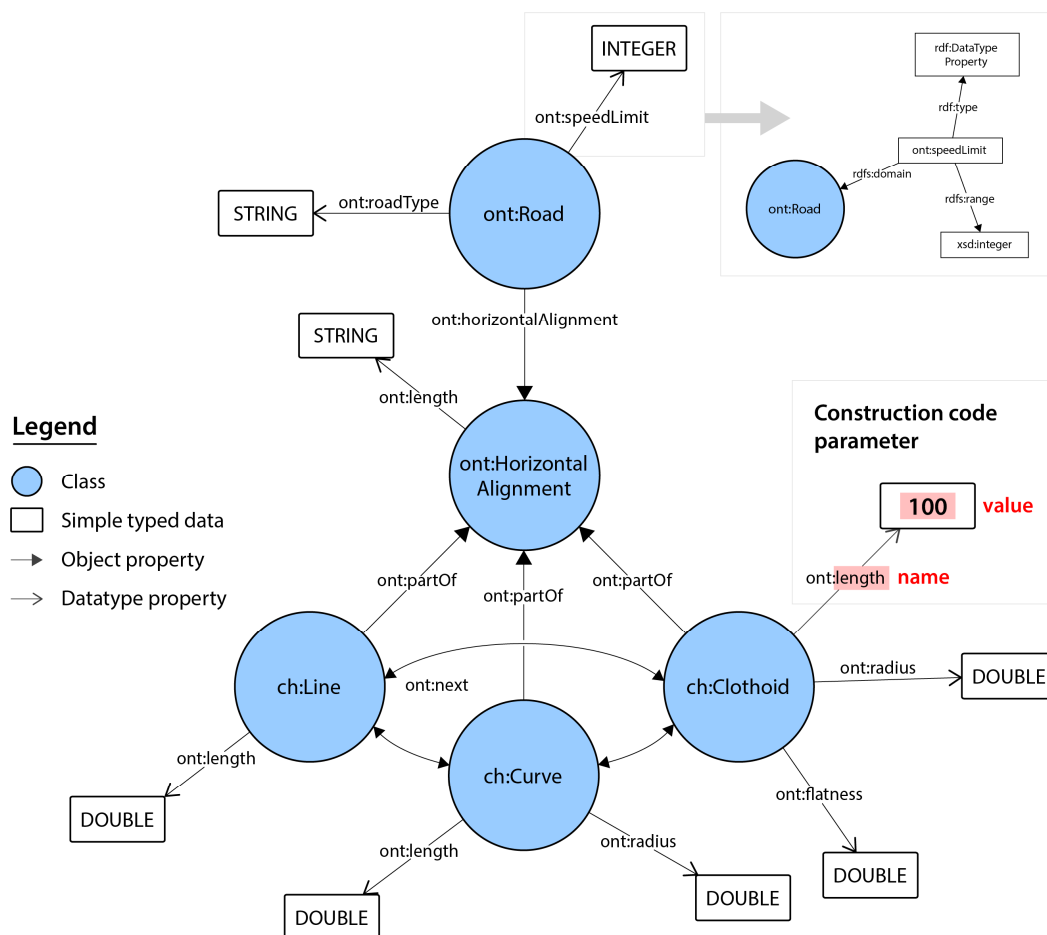 INTEGER
ont:speedLimit
STRING
ont:roadType
ont:Road
rdf:DataType
Property
rdf:type
ont:speedLimit
rdfs:domain
rdfs:range
ont:Road
xsd:integer
ont:horizontalAlignment
STRING
ont:length
ont:Horizontal
Alignment
Legend
Class
Simple typed data
Object property
Datatype property
Construction code
parameter
100
value
ont:length
name
ont:partOf
ont:partOf
ont:partOf
ch:Line
ont:next
ch:Clothoid
ont:radius
DOUBLE
ont:length
DOUBLE
ch:Curve
ont:flatness
DOUBLE
ont:length
DOUBLE
ont:radius
DOUBLE